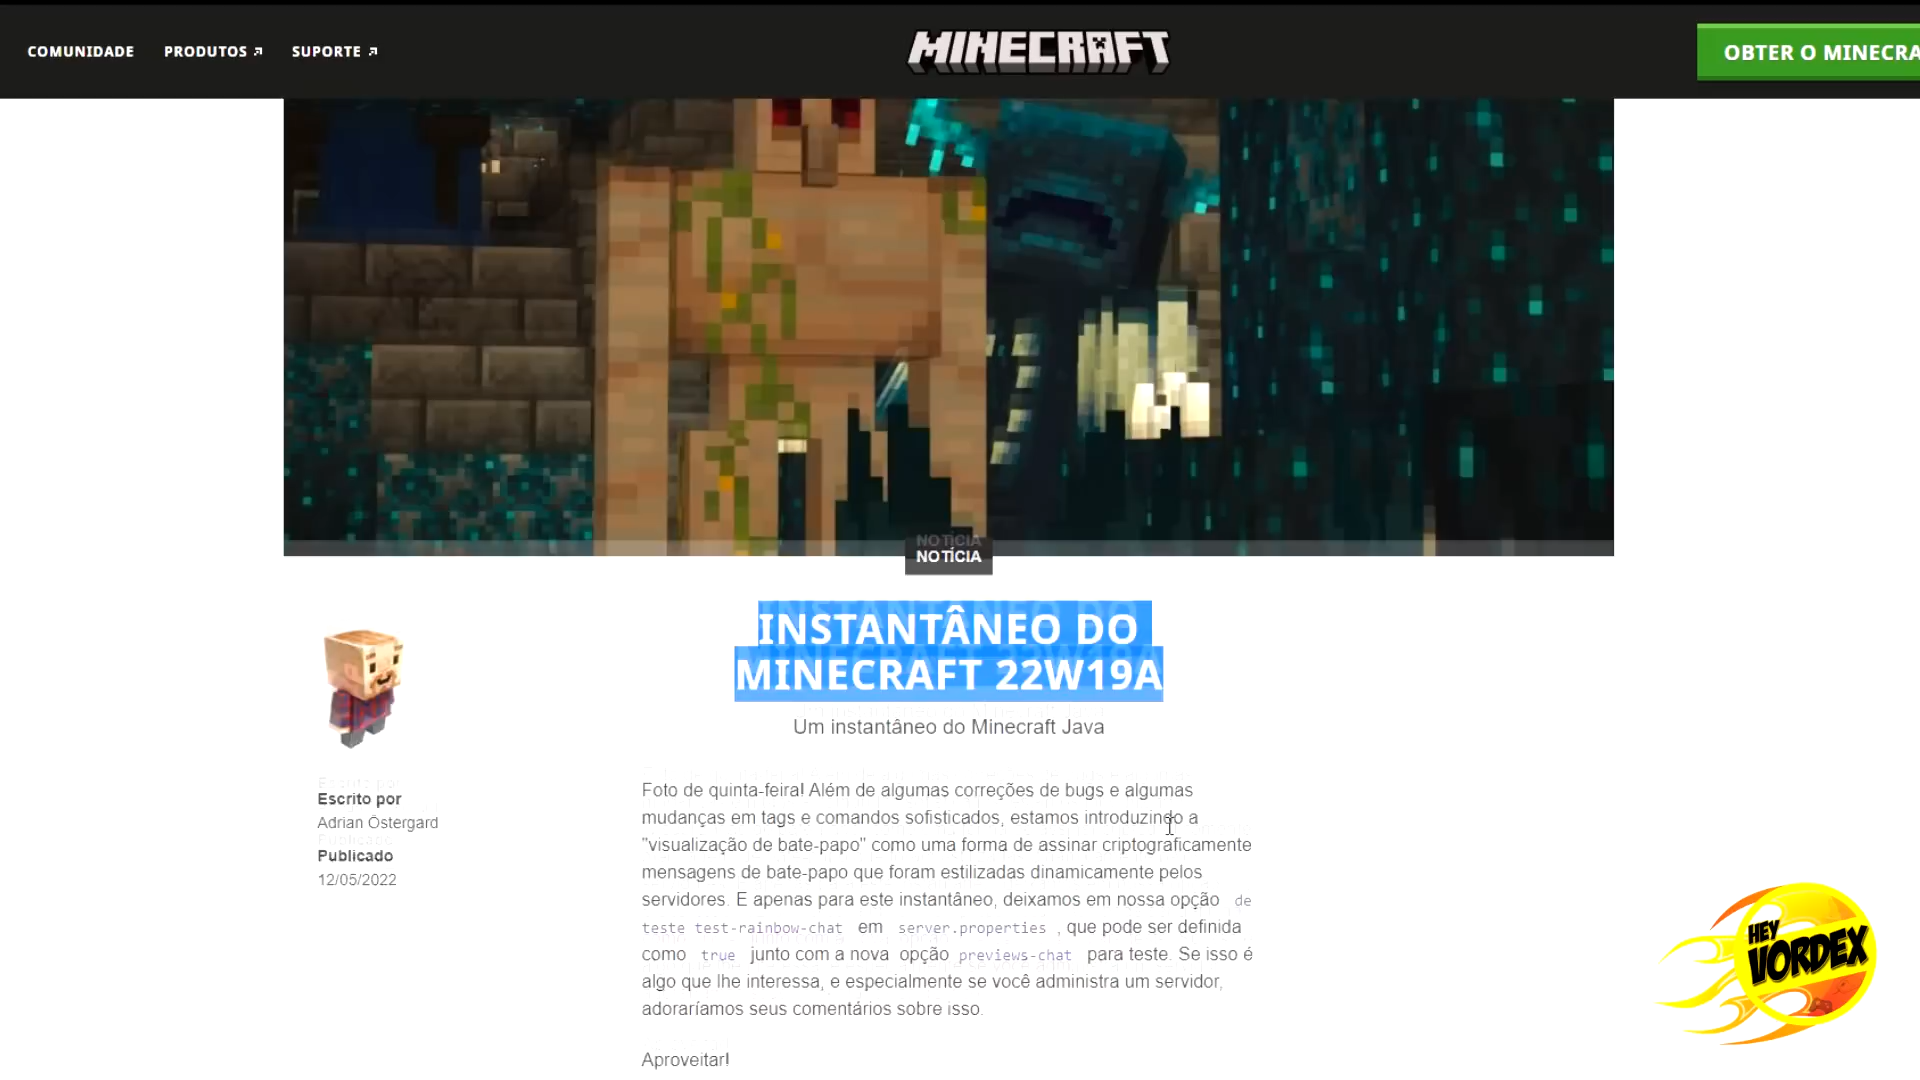 COMUNIDADE
PRODUTOS
SUPORTE
MINECRAFT
OBTER O MINECRA
NOTÍCIA
INSTANTÂNEO DO
MINECRAFT 22W19A
Um instantâneo do Minecraft Java
Escrito por
Adrian Östergard
Publicado
12/05/2022
Foto de quinta-feira! Além de algumas correções de bugs e algumas
mudanças em tags e comandos sofisticados, estamos introduzindo a
"visualização de bate-papo" como uma forma de assinar criptograficamente
mensagens de bate-papo que foram estilizadas dinamicamente pelos
servidores. E apenas para este instantâneo, deixamos em nossa opção de
teste test-rainbow-chat em server.properties , que pode ser definida
como true junto com a nova opção previews-chat para teste. Se isso é
algo que lhe interessa, e especialmente se você administra um servidor,
adoraríamos seus comentários sobre isso.
Aproveitar!
HEY
VORDEX